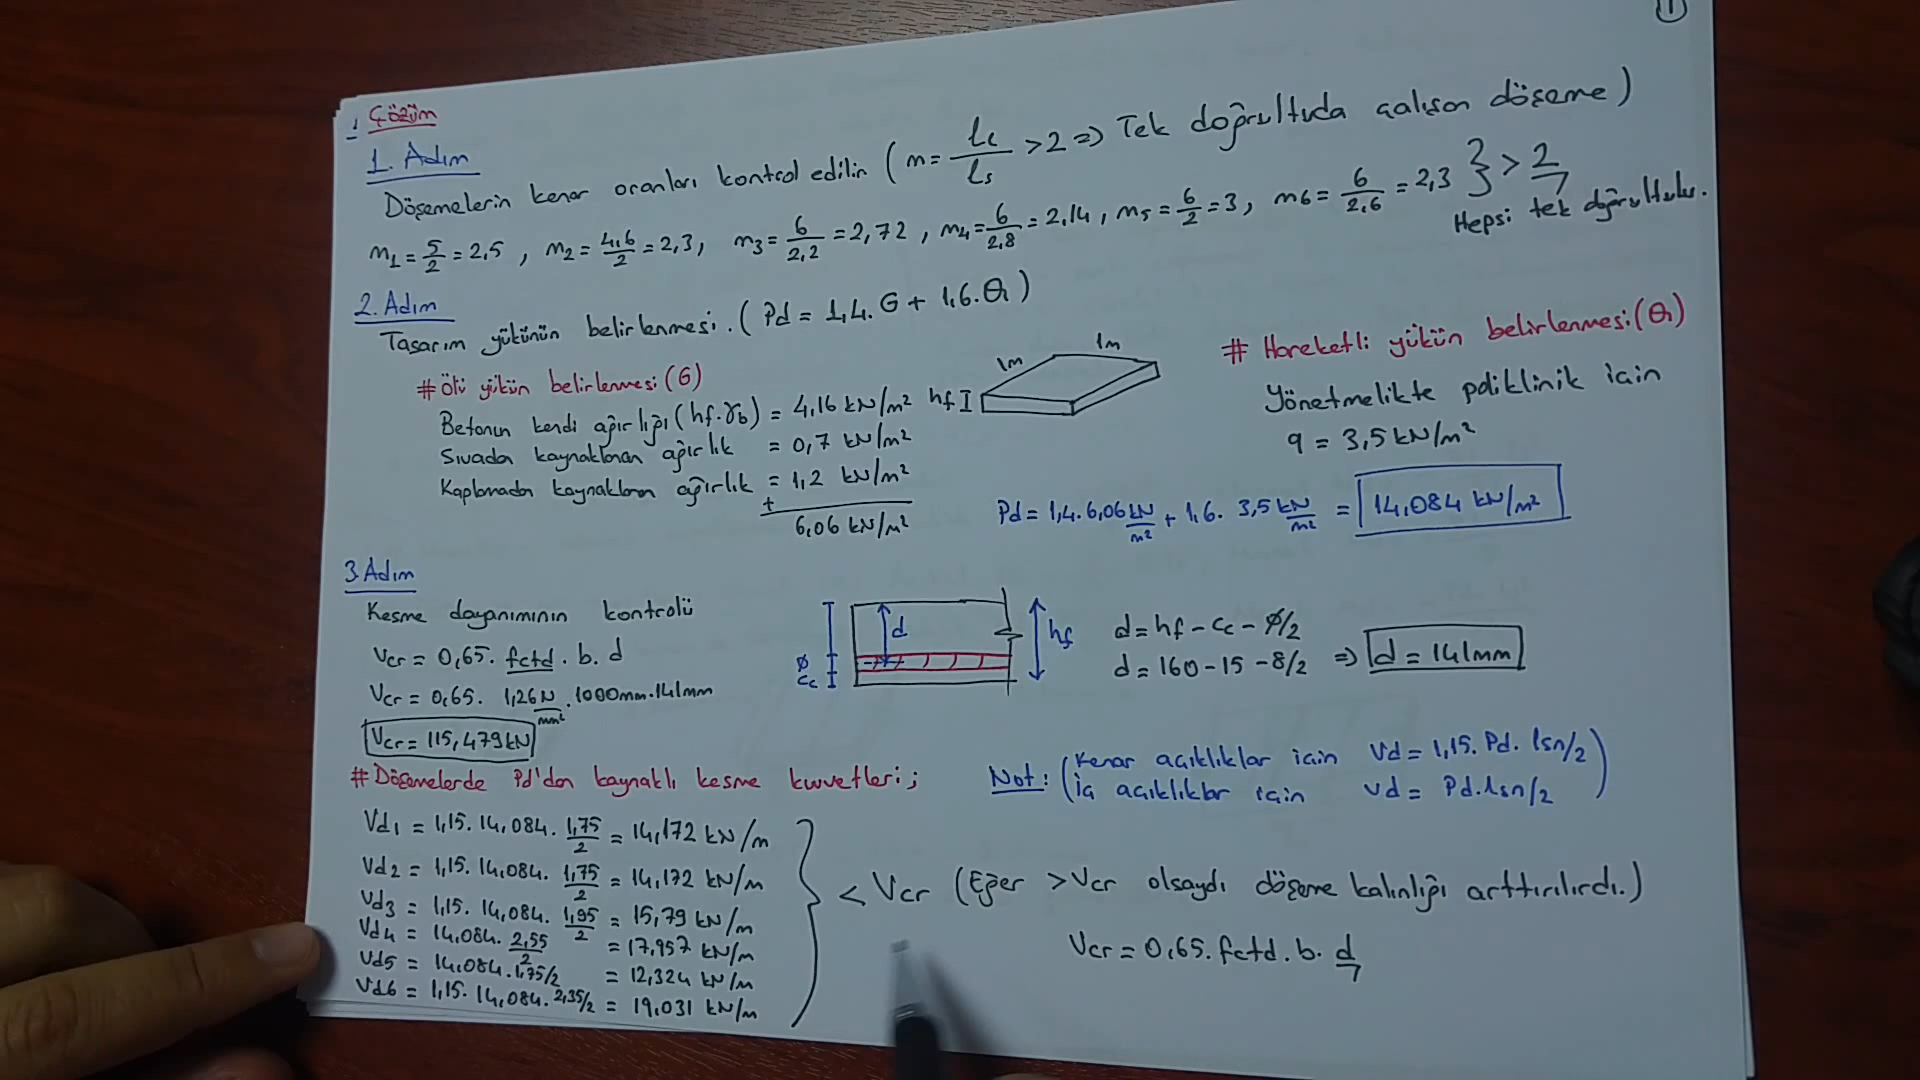 1
! Çözüm
1. Adım
Döşemelerin kenar oranları kontrol edilir ( m = lL/ls > 2 => Tek doğrultuda çalışan döşeme )
m1 = 5/2 = 2,5 , m2 = 4,6/2 = 2,3, m3 = 6/2,2 = 2,72 , m4 = 6/2,8 = 2,14 , m5 = 6/2 = 3, m6 = 6/2,6 = 2,3 } > 2
Hepsi tek doğrultulu.
2. Adım
Tasarım yükünün belirlenmesi. ( Pd = 1,4. G + 1,6. Q )
# Ölü yükün belirlenmesi (G)
Betonun kendi ağırlığı (hf.γb) = 4,16 kN/m²
Sıvadan kaynaklanan ağırlık = 0,7 kN/m²
Kaplamadan kaynaklanan ağırlık = 1,2 kN/m²
+
6,06 kN/m²
1m 1m
hf
# Hareketli yükün belirlenmesi: (Q)
Yönetmelikte poliklinik için
q = 3,5 kN/m²
Pd = 1,4. 6,06 kN/m² + 1,6. 3,5 kN/m² = 14,084 kN/m²
3. Adım
Kesme dayanımının kontrolü
Vcr = 0,65. fctd. b. d
Vcr = 0,65. 1,26 N/mm² . 1000mm. 141mm
Vcr = 115,479 kN
d hf
ϕ
cc
d = hf - cc - ϕ/2
d = 160 - 15 - 8/2 => d = 141mm
# Döşemelerde Pd'den kaynaklı kesme kuvvetleri;
Not: ( Kenar açıklıklar için Vd = 1,15. Pd. lsn/2
İç açıklıklar için Vd = Pd. lsn/2 )
Vd1 = 1,15. 14,084. 1,75/2 = 14,172 kN/m
Vd2 = 1,15. 14,084. 1,75/2 = 14,172 kN/m
Vd3 = 1,15. 14,084. 1,95/2 = 15,79 kN/m
Vd4 = 14,084. 2,55/2 = 17,957 kN/m
Vd5 = 14,084. 1,75/2 = 12,324 kN/m
Vd6 = 1,15. 14,084. 2,35/2 = 19,031 kN/m
} < Vcr (Eğer > Vcr olsaydı döşeme kalınlığı arttırılırdı.)
Vcr = 0,65. fctd. b. d